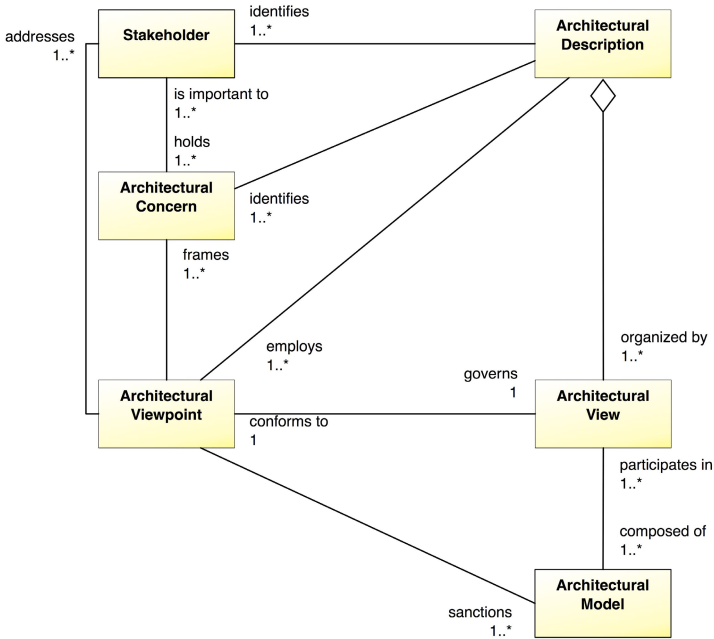 identifies
1..*
addresses
1..*
Stakeholder
Architectural
Description
is important to
1..*
holds
1..*
Architectural
Concern
identifies
1..*
frames
1..*
employs
1..*
organized by
1..*
governs
1
Architectural
Viewpoint
conforms to
1
Architectural
View
participates in
1..*
composed of
1..*
sanctions
1..*
Architectural
Model